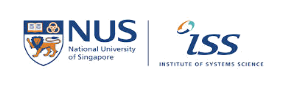 NUS
National University
of Singapore
iss
INSTITUTE OF SYSTEMS SCIENCE